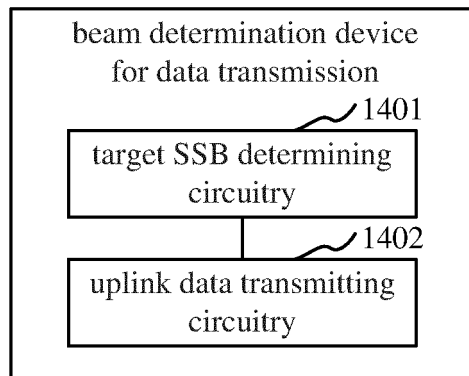 beam determination device
for data transmission
1401
target SSB determining
circuitry
1402
uplink data transmitting
circuitry